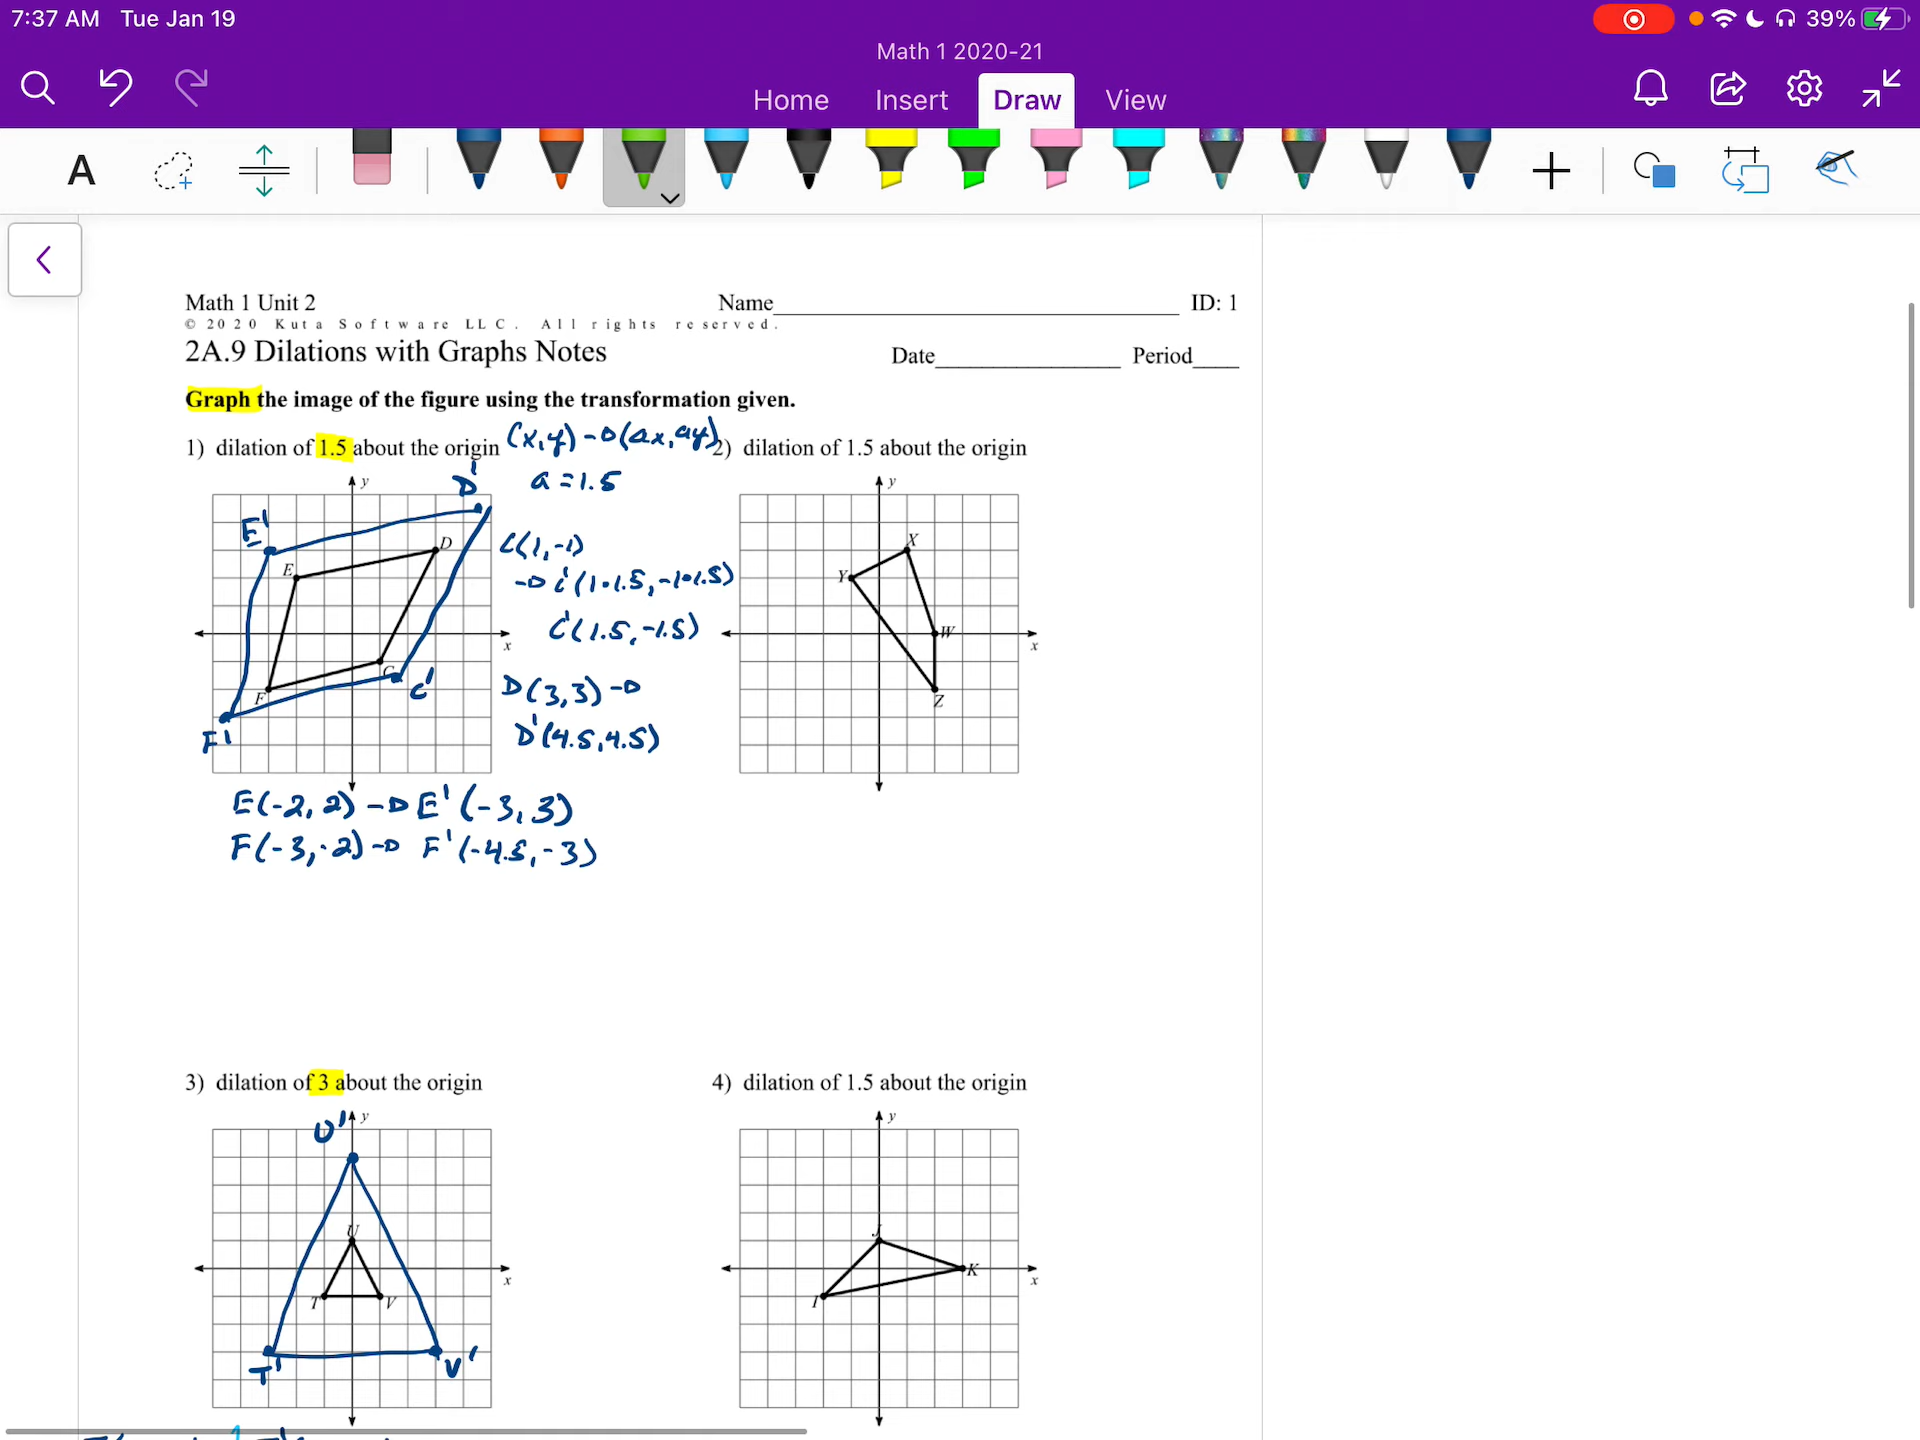 7:37 AM Tue Jan 19
39%
Math 1 2020-21
Home Insert Draw View
A
Math 1 Unit 2
Name____________________ ID: 1
© 2020 Kuta Software LLC. All rights reserved.
2A.9 Dilations with Graphs Notes
Date________________ Period____
Graph the image of the figure using the transformation given.
1) dilation of 1.5 about the origin
(x,y) → (ax,ay)
a = 1.5
y
x
D'
E'
D
E
C
F
C'
F'
C(1,-1)
→ C'(1•1.5,-1•1.5)
C'(1.5,-1.5)
D(3,3) →
D'(4.5,4.5)
E(-2,2) → E'(-3,3)
F(-3,-2) → F'(-4.5,-3)
2) dilation of 1.5 about the origin
y
x
X
Y
W
Z
3) dilation of 3 about the origin
U'
y
x
U
T
V
T'
V'
4) dilation of 1.5 about the origin
y
x
J
K
I